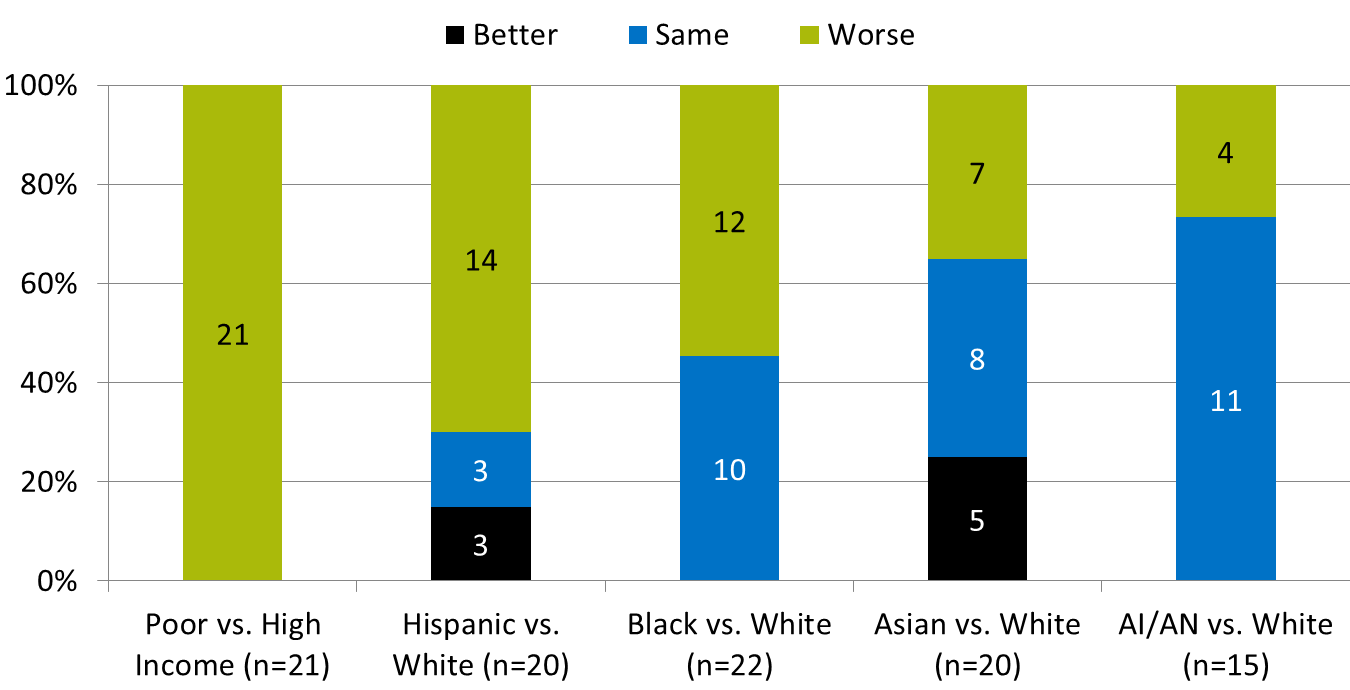 Better Same Worse
100%
80%
60%
40%
20%
0%
21
14
3
3
12
10
7
8
5
4
11
Poor vs. High
Income (n=21)
Hispanic vs.
White (n=20)
Black vs. White
(n=22)
Asian vs. White
(n=20)
AI/AN vs. White
(n=15)